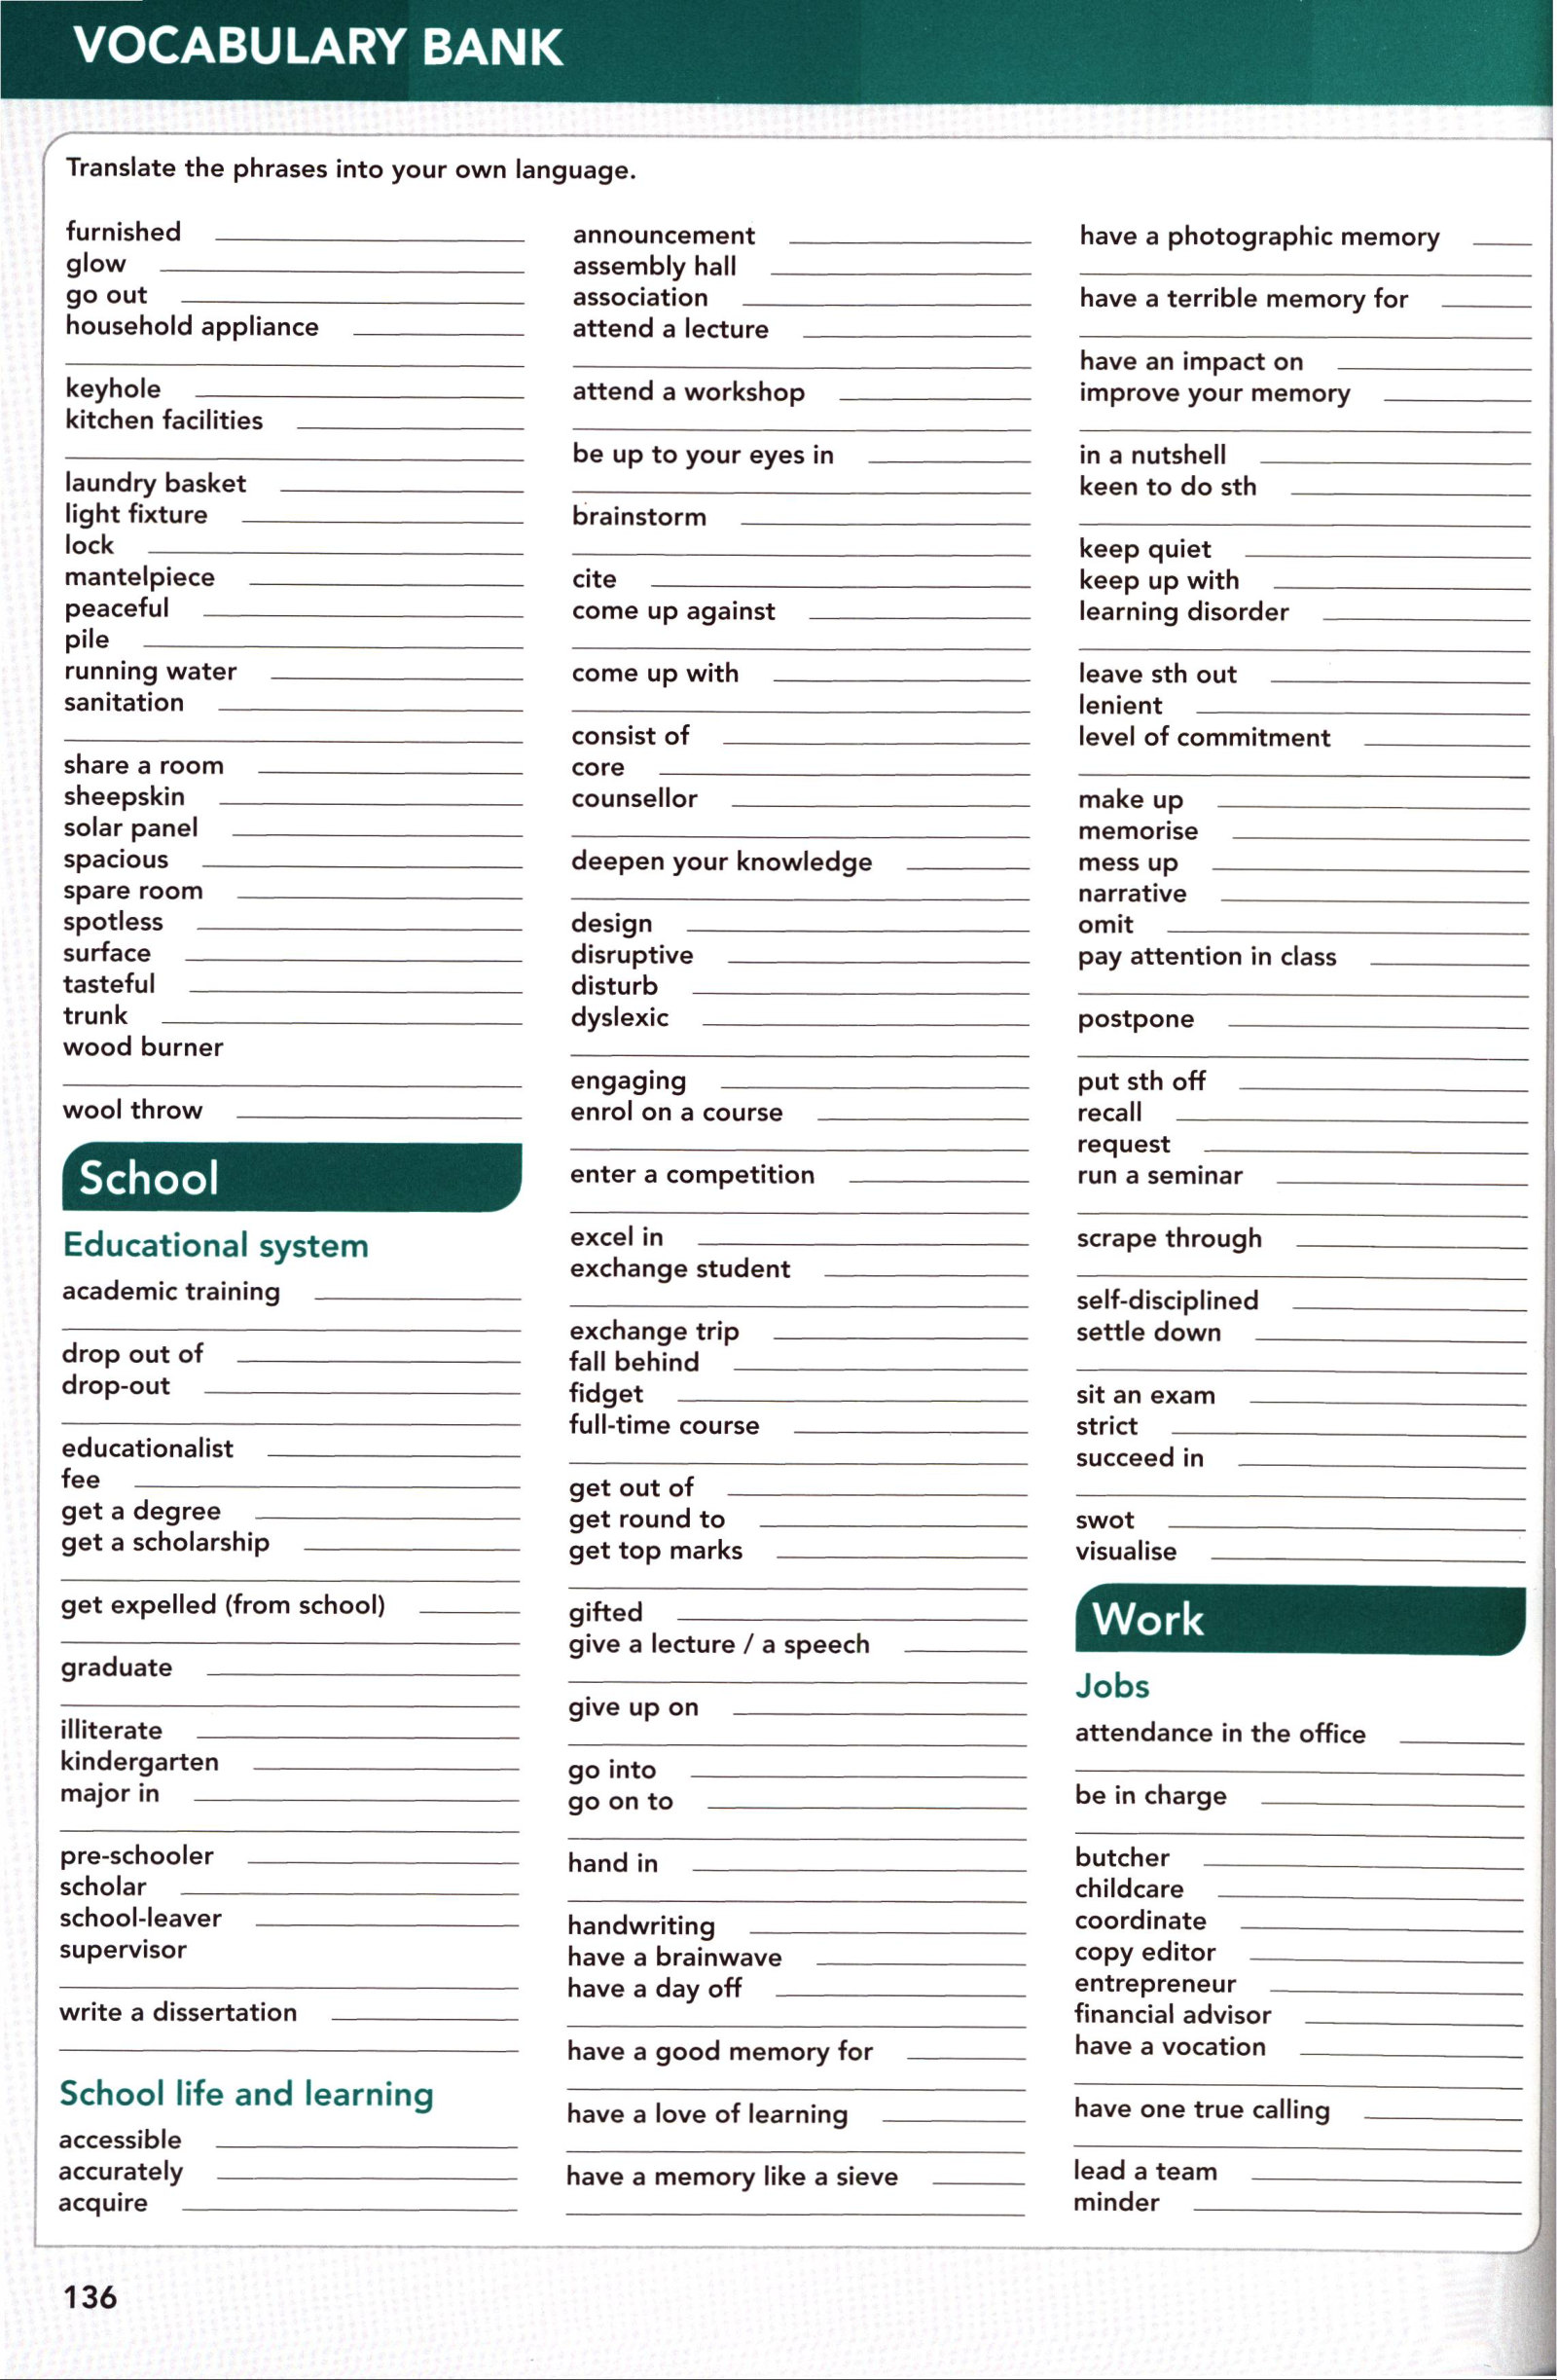 VOCABULARY BANK
Translate the phrases into your own language.
furnished
glow
go out
household appliance
keyhole
kitchen facilities
laundry basket
light fixture
lock
mantelpiece
peaceful
pile
running water
sanitation
share a room
sheepskin
solar panel
spacious
spare room
spotless
surface
tasteful
trunk
wood burner
wool throw
School
Educational system
academic training
drop out of
drop-out
educationalist
fee
get a degree
get a scholarship
get expelled (from school)
graduate
illiterate
kindergarten
major in
pre-schooler
scholar
school-leaver
supervisor
write a dissertation
School life and learning
accessible
accurately
acquire
announcement
assembly hall
association
attend a lecture
attend a workshop
be up to your eyes in
brainstorm
cite
come up against
come up with
consist of
core
counsellor
deepen your knowledge
design
disruptive
disturb
dyslexic
engaging
enrol on a course
enter a competition
excel in
exchange student
exchange trip
fall behind
fidget
full-time course
get out of
get round to
get top marks
gifted
give a lecture / a speech
give up on
go into
go on to
hand in
handwriting
have a brainwave
have a day off
have a good memory for
have a love of learning
have a memory like a sieve
have a photographic memory
have a terrible memory for
have an impact on
improve your memory
in a nutshell
keen to do sth
keep quiet
keep up with
learning disorder
leave sth out
lenient
level of commitment
make up
memorise
mess up
narrative
omit
pay attention in class
postpone
put sth off
recall
request
run a seminar
scrape through
self-disciplined
settle down
sit an exam
strict
succeed in
swot
visualise
Work
Jobs
attendance in the office
be in charge
butcher
childcare
coordinate
copy editor
entrepreneur
financial advisor
have a vocation
have one true calling
lead a team
minder
136